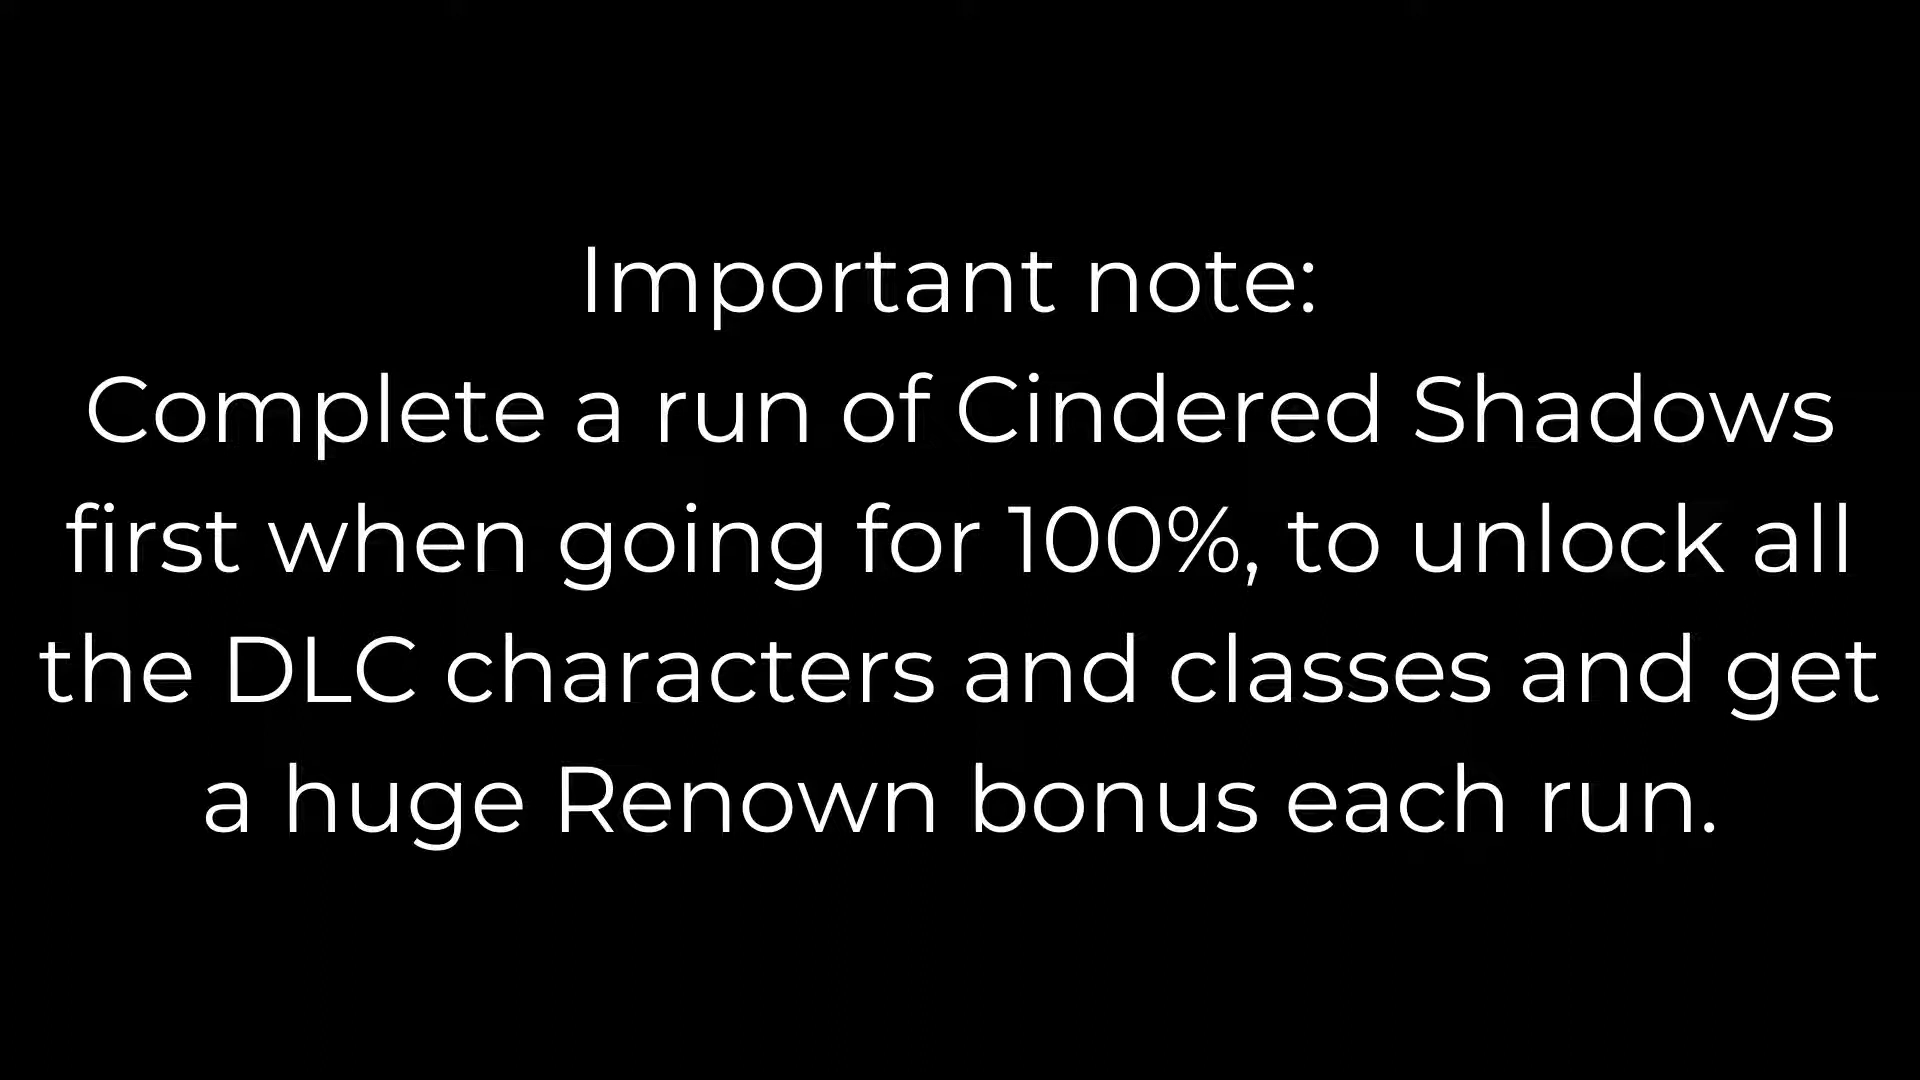 Important note:
Complete a run of Cindered Shadows
first when going for 100%, to unlock all
the DLC characters and classes and get
a huge Renown bonus each run.